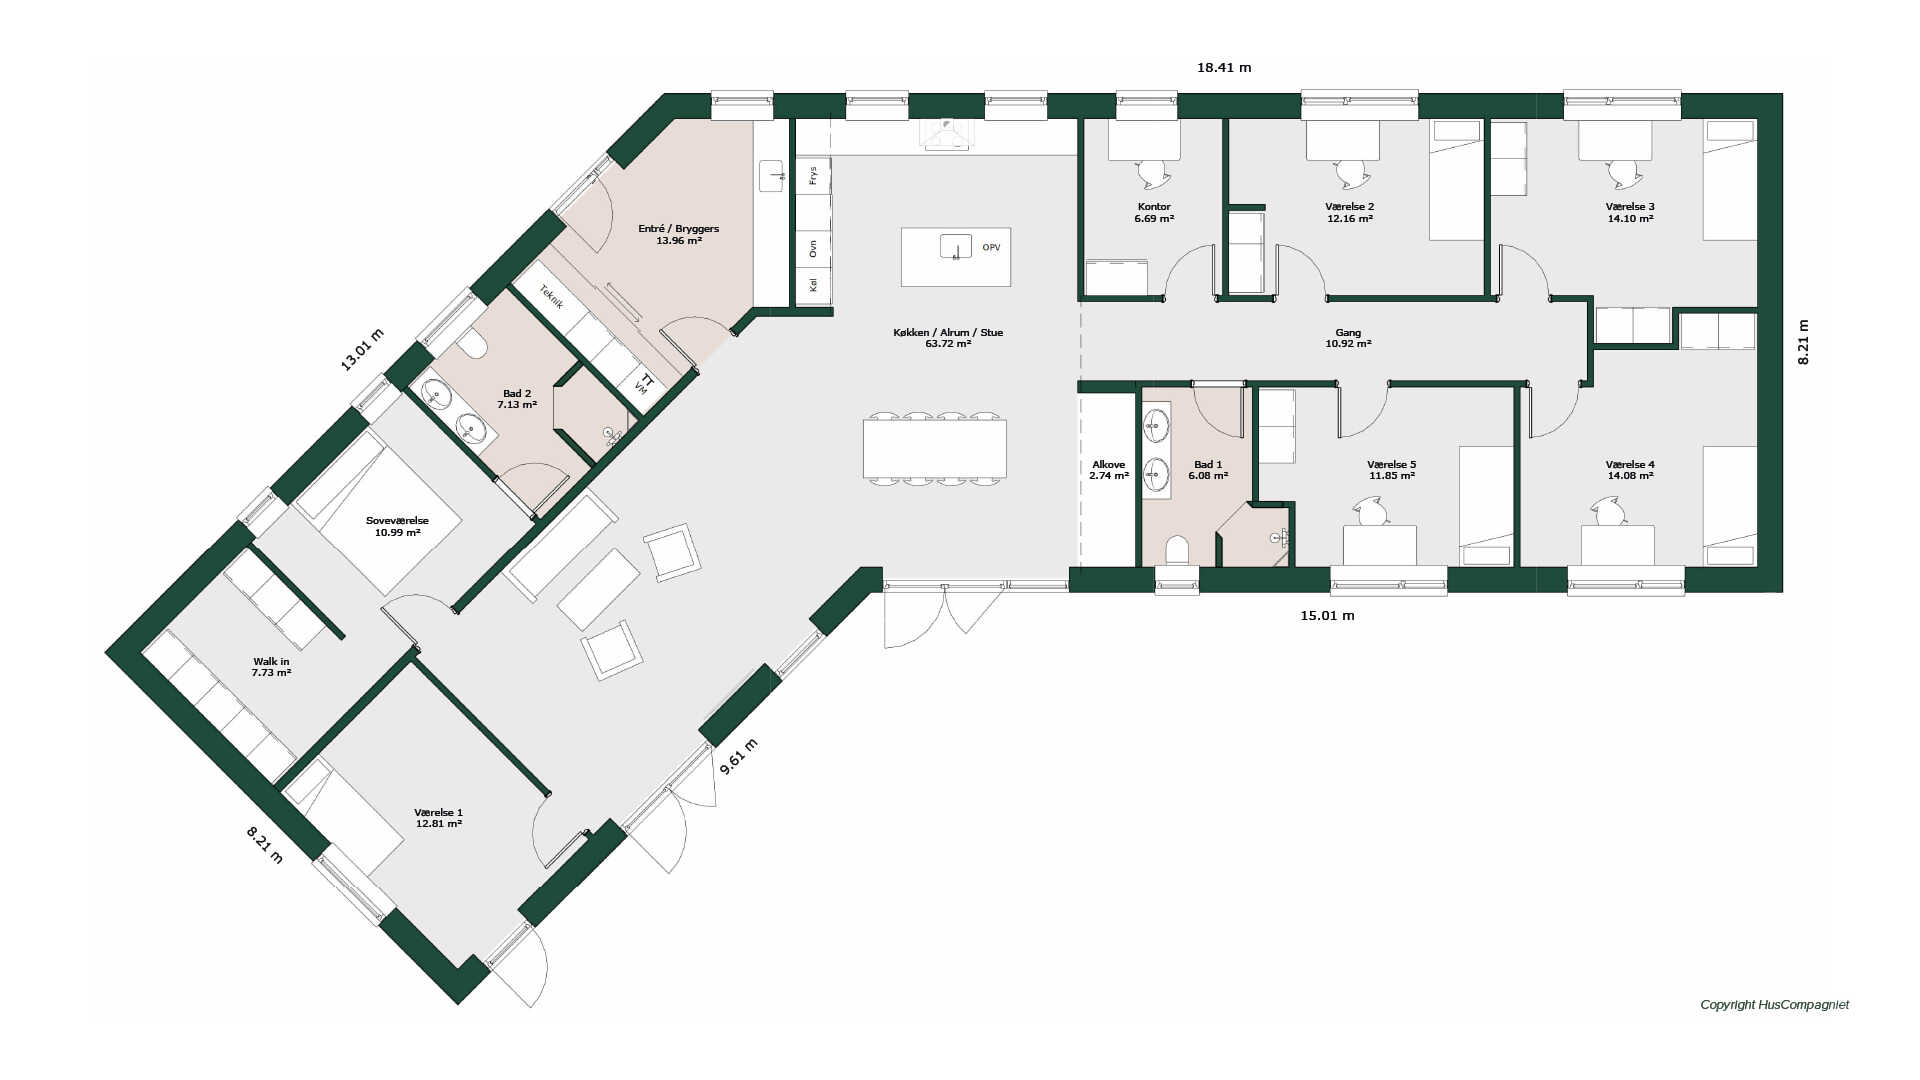 18.41 m
Frys
Ovn
Køl
OPV
Entré / Bryggers
13.96 m²
Kontor
6.69 m²
Værelse 2
12.16 m²
Værelse 3
14.10 m²
Teknik
TT
VM
Køkken / Alrum / Stue
63.72 m²
Gang
10.92 m²
13.01 m
8.21 m
Bad 2
7.13 m²
Alkove
2.74 m²
Bad 1
6.08 m²
Værelse 5
11.85 m²
Værelse 4
14.08 m²
Soveværelse
10.99 m²
15.01 m
Walk in
7.73 m²
9.61 m
Værelse 1
12.81 m²
8.21 m
Copyright HusCompagniet